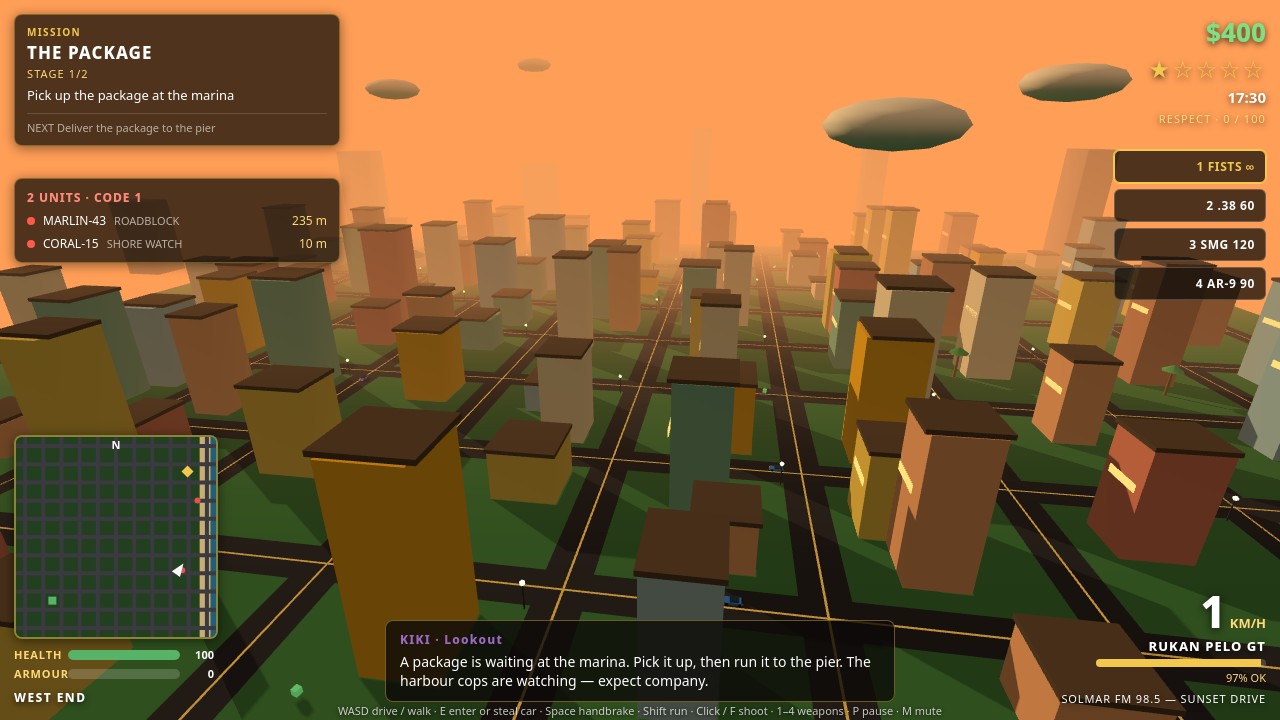 MISSION
THE PACKAGE
STAGE 1/2
Pick up the package at the marina
NEXT Deliver the package to the pier
2 UNITS · CODE 1
MARLIN-43 ROADBLOCK 235 m
CORAL-15 SHORE WATCH 10 m
$400
17:30
RESPECT · 0 / 100
1 FISTS ∞
2 .38 60
3 SMG 120
4 AR-9 90
N
HEALTH 100
ARMOUR 0
WEST END
KIKI · Lookout
A package is waiting at the marina. Pick it up, then run it to the pier. The
harbour cops are watching — expect company.
WASD drive / walk · E enter or steal car · Space handbrake · Shift run · Click / F shoot · 1–4 weapons · P pause · M mute
1 KM/H
RUKAN PELO GT
97% OK
SOLMAR FM 98.5 — SUNSET DRIVE